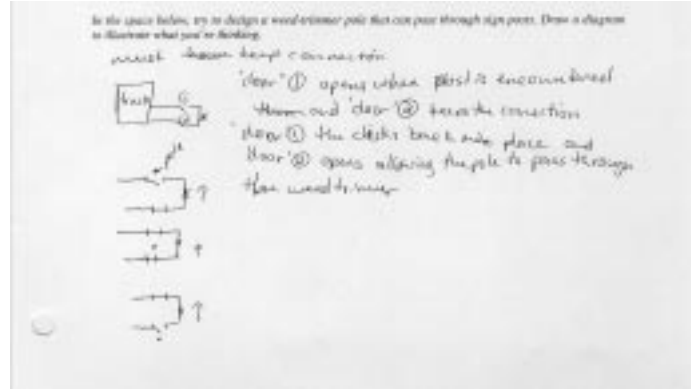 In the space below, try to design a weed-trimmer pole that can pass through sign posts. Draw a diagram
to illustrate what you're thinking.
must keep connection
"door" ① opens when post is encountered
and "door" ② keeps the connection
"door" ① then back into place and
"door" ② opens allowing the pole to pass through
the weed trimmer
truck